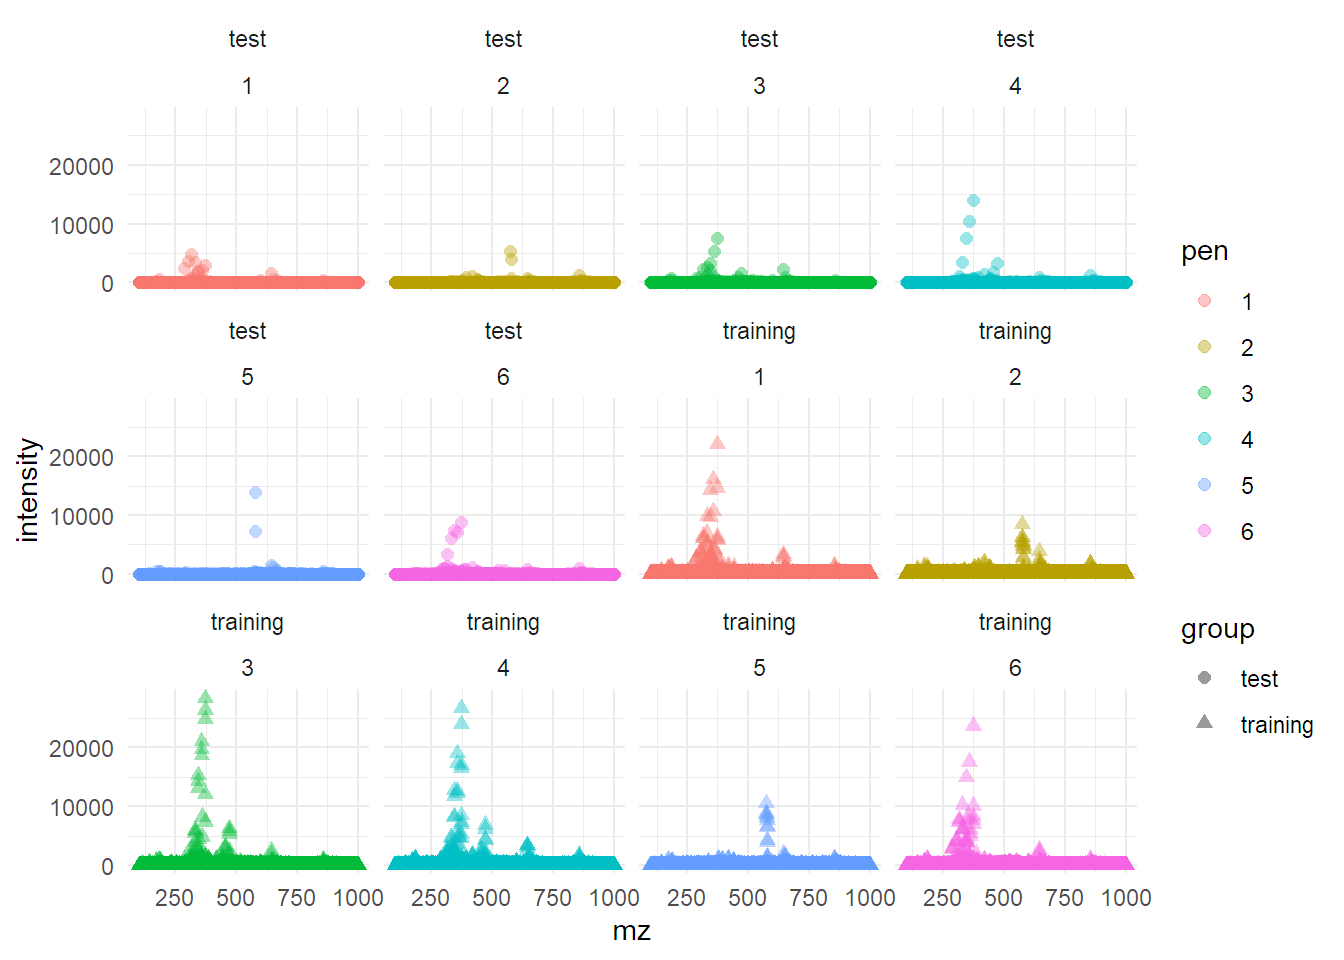 test test test test
1 2 3 4
20000
10000
0
test test training training
5 6 1 2
20000
10000
0
training training training training
3 4 5 6
20000
10000
0
250 500 750 1000 250 500 750 1000 250 500 750 1000 250 500 750 1000
mz
intensity
pen
1
2
3
4
5
6
group
test
training